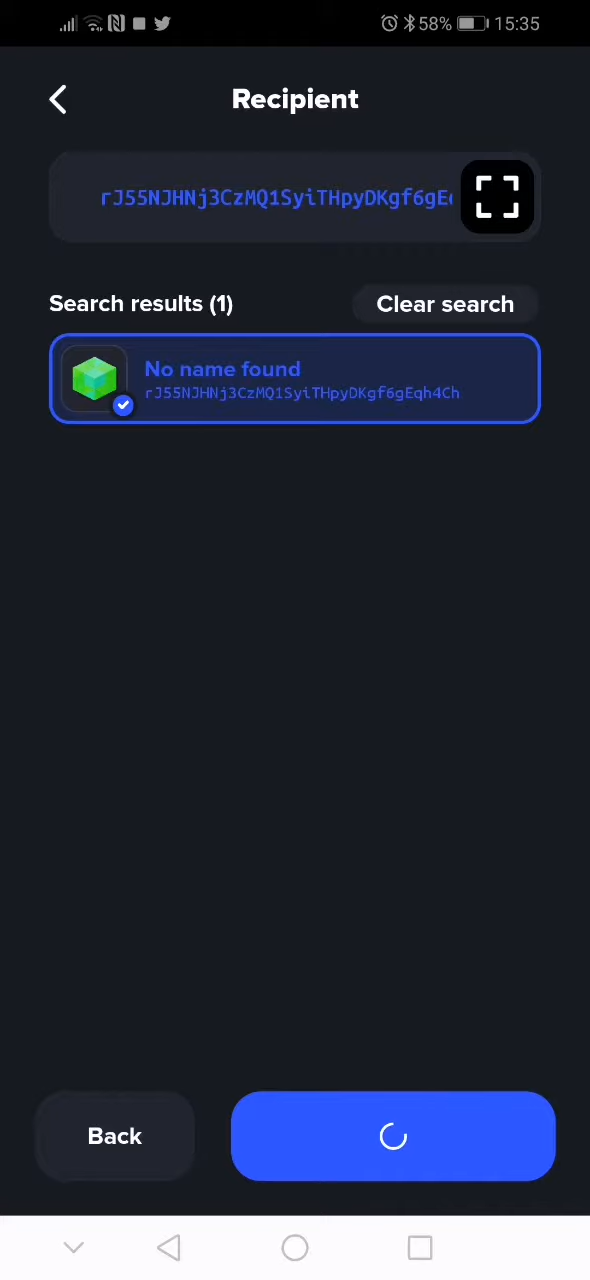 58% 15:35
Recipient
rJ55NJHNj3CzMQ1SyiTHpyDKgf6gE
Search results (1)
Clear search
No name found
rJ55NJHNj3CzMQ1SyiTHpyDKgf6gEqh4Ch
Back